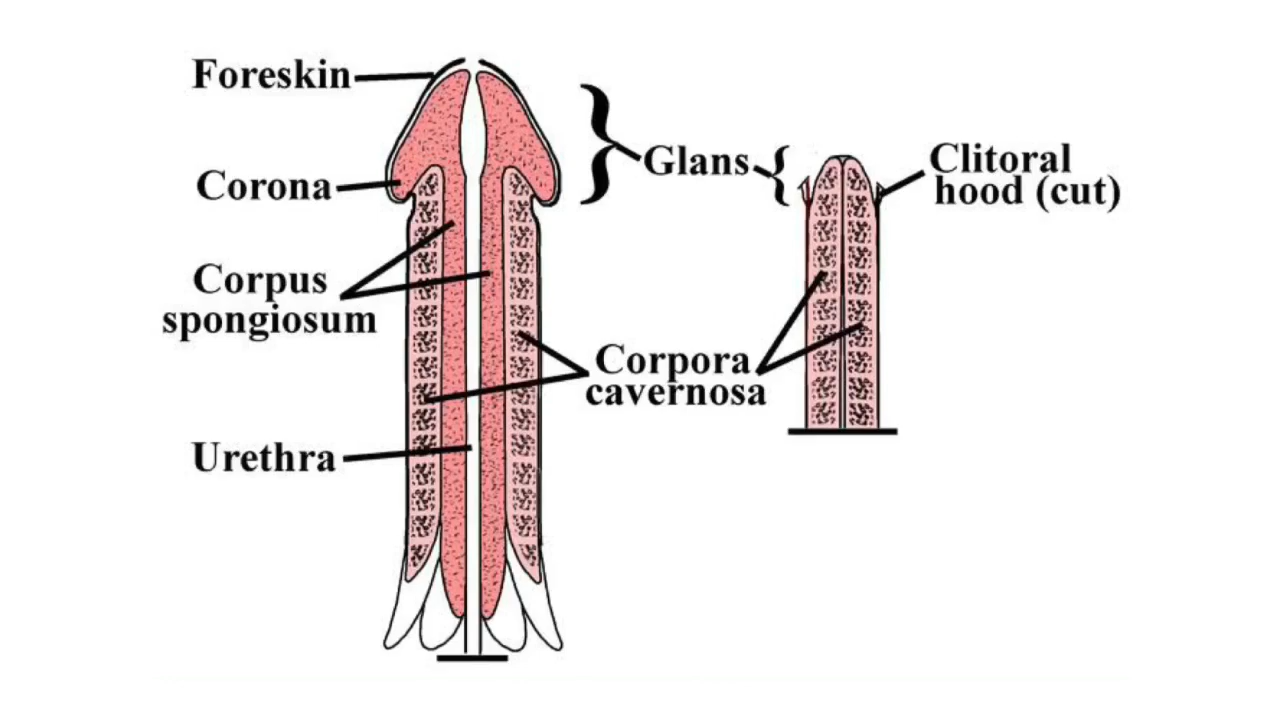 Foreskin
Corona
Corpus
spongiosum
Urethra
Glans
Corpora
cavernosa
Clitoral
hood (cut)